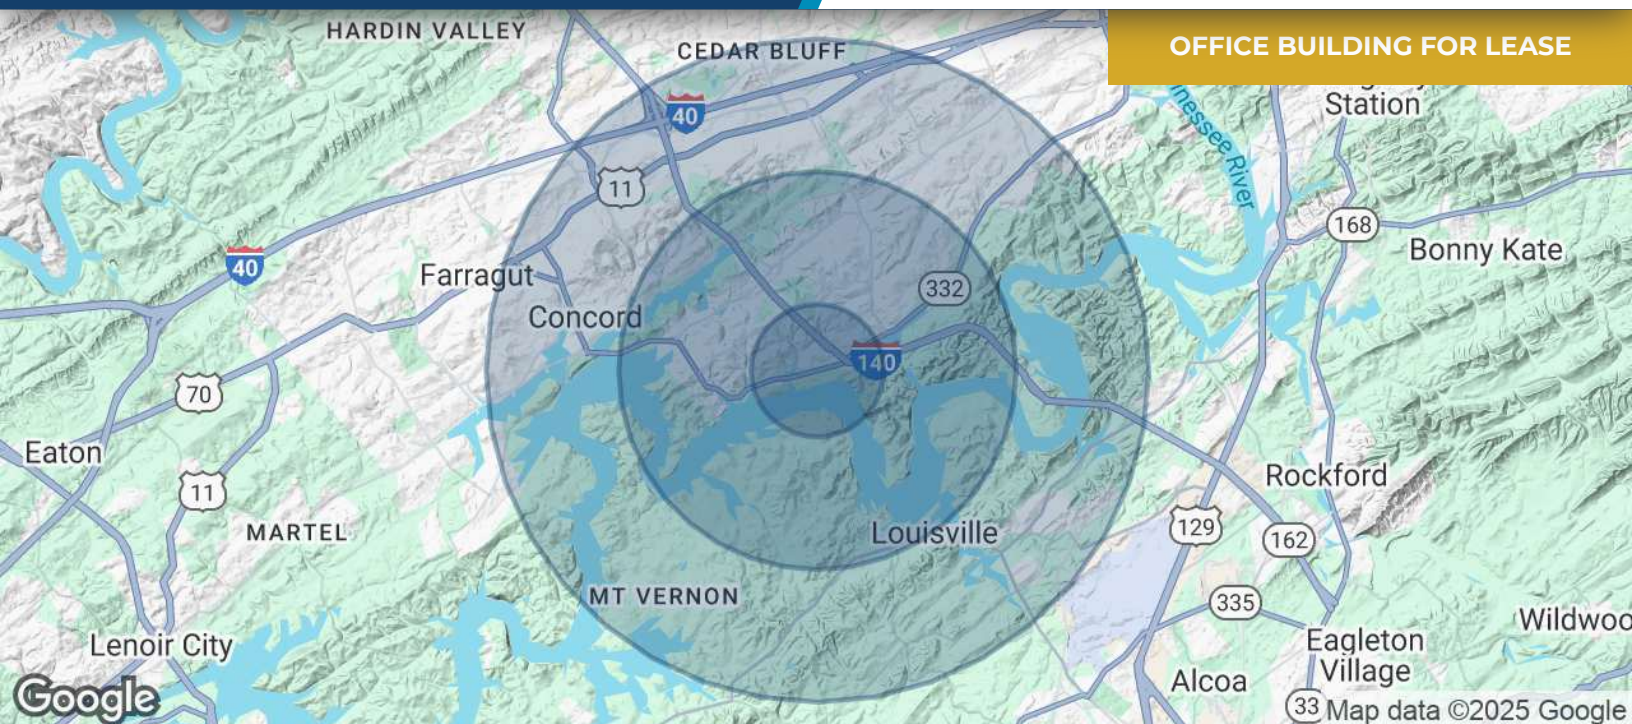 HARDIN VALLEY
CEDAR BLUFF
OFFICE BUILDING FOR LEASE
40
Station
11
nessee River
168
Bonny Kate
40
Farragut
332
Concord
140
70
Eaton
11
Rockford
MARTEL
Louisville
129
162
MT VERNON
335
Wildwoo
Lenoir City
Eagleton
Village
Alcoa
Google
33
Map data ©2025 Google